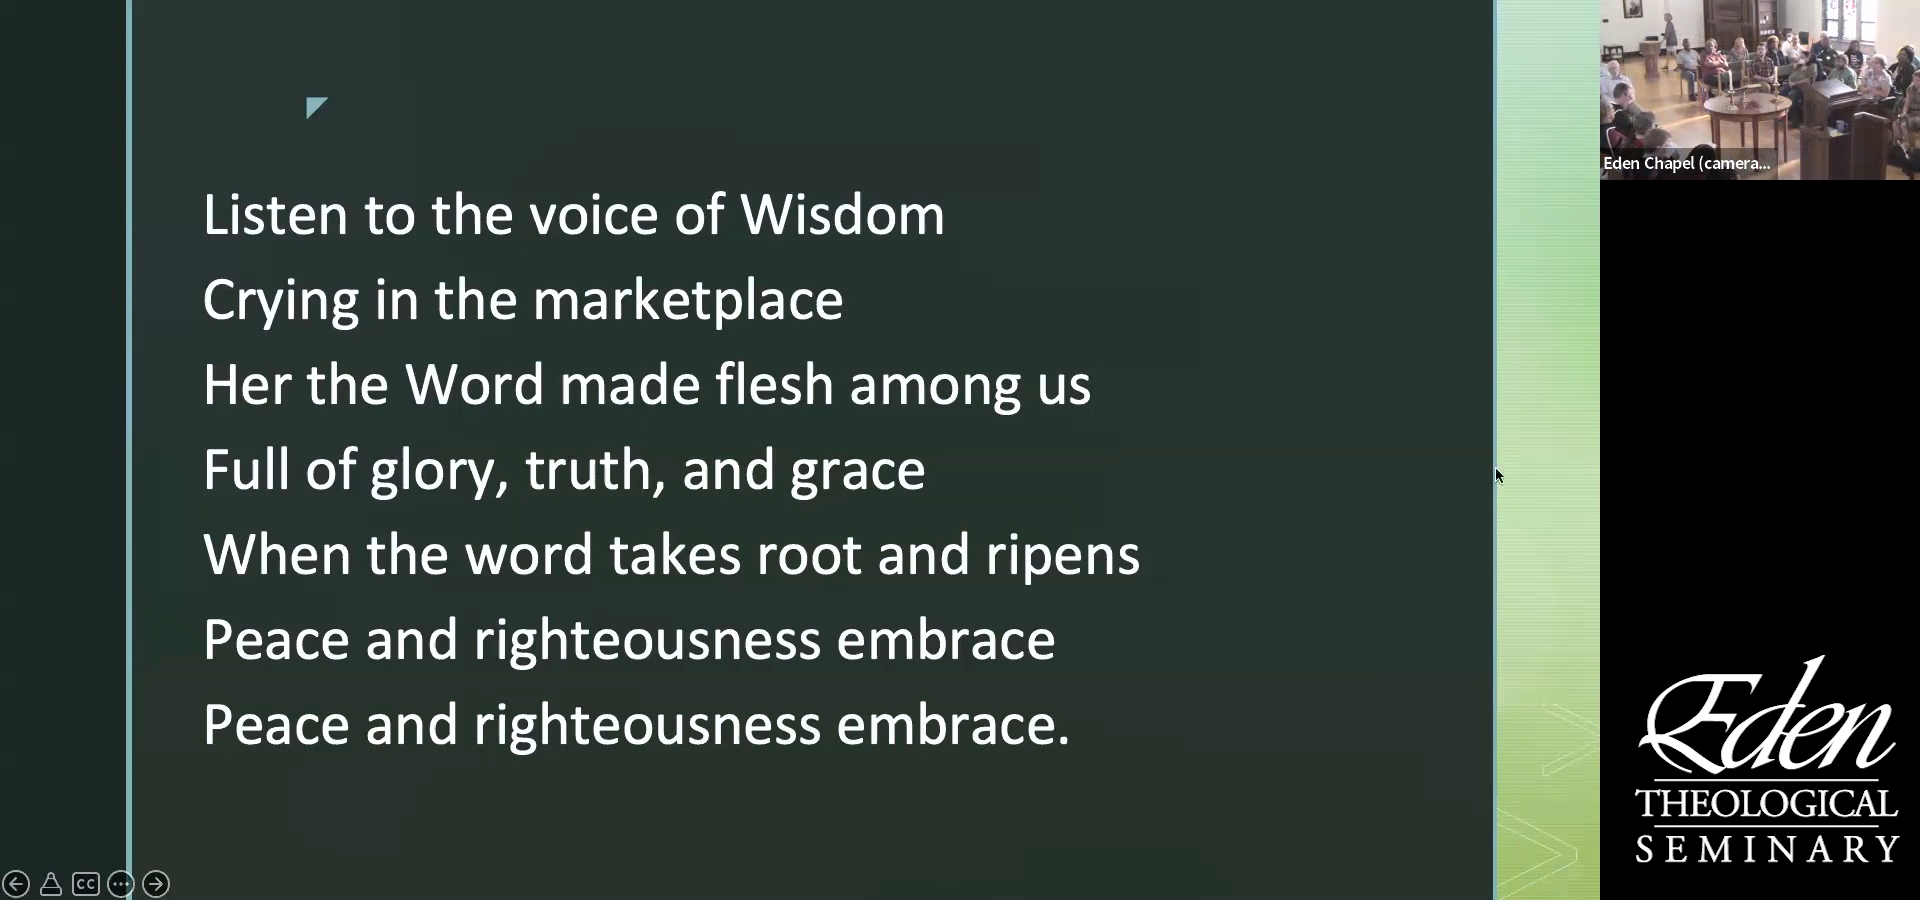 Listen to the voice of Wisdom
Crying in the marketplace
Her the Word made flesh among us
Full of glory, truth, and grace
When the word takes root and ripens
Peace and righteousness embrace
Peace and righteousness embrace.
Eden Chapel (camera...
Eden
THEOLOGICAL
SEMINARY
CC